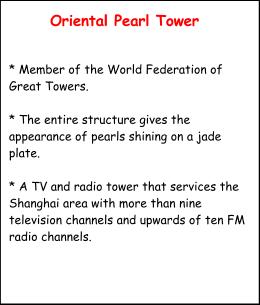 Oriental Pearl Tower
* Member of the World Federation of
Great Towers.
* The entire structure gives the
appearance of pearls shining on a jade
plate.
* A TV and radio tower that services the
Shanghai area with more than nine
television channels and upwards of ten FM
radio channels.